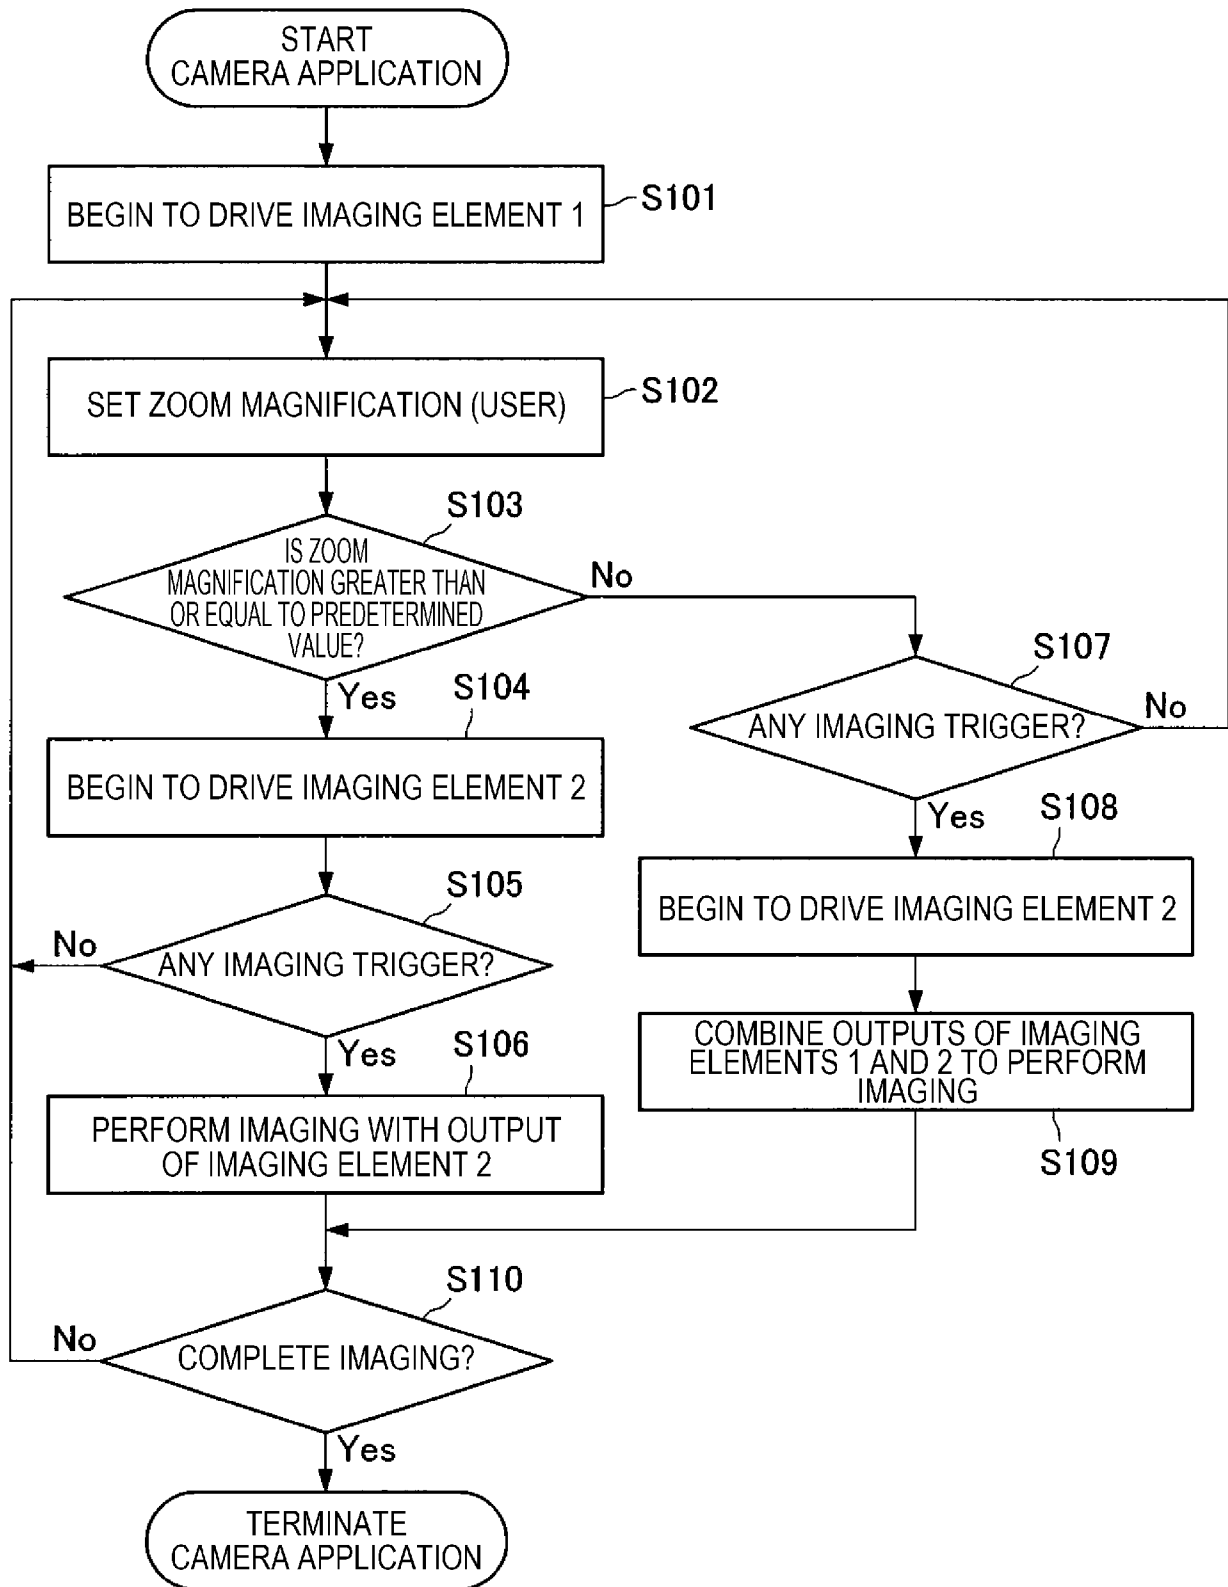 START
CAMERA APPLICATION
BEGIN TO DRIVE IMAGING ELEMENT 1
S101
SET ZOOM MAGNIFICATION (USER)
S102
S103
IS ZOOM
MAGNIFICATION GREATER THAN
OR EQUAL TO PREDETERMINED
VALUE?
No
Yes
S104
BEGIN TO DRIVE IMAGING ELEMENT 2
S105
ANY IMAGING TRIGGER?
No
Yes
S106
PERFORM IMAGING WITH OUTPUT
OF IMAGING ELEMENT 2
S107
ANY IMAGING TRIGGER?
No
Yes
S108
BEGIN TO DRIVE IMAGING ELEMENT 2
COMBINE OUTPUTS OF IMAGING
ELEMENTS 1 AND 2 TO PERFORM
IMAGING
S109
S110
COMPLETE IMAGING?
No
Yes
TERMINATE
CAMERA APPLICATION